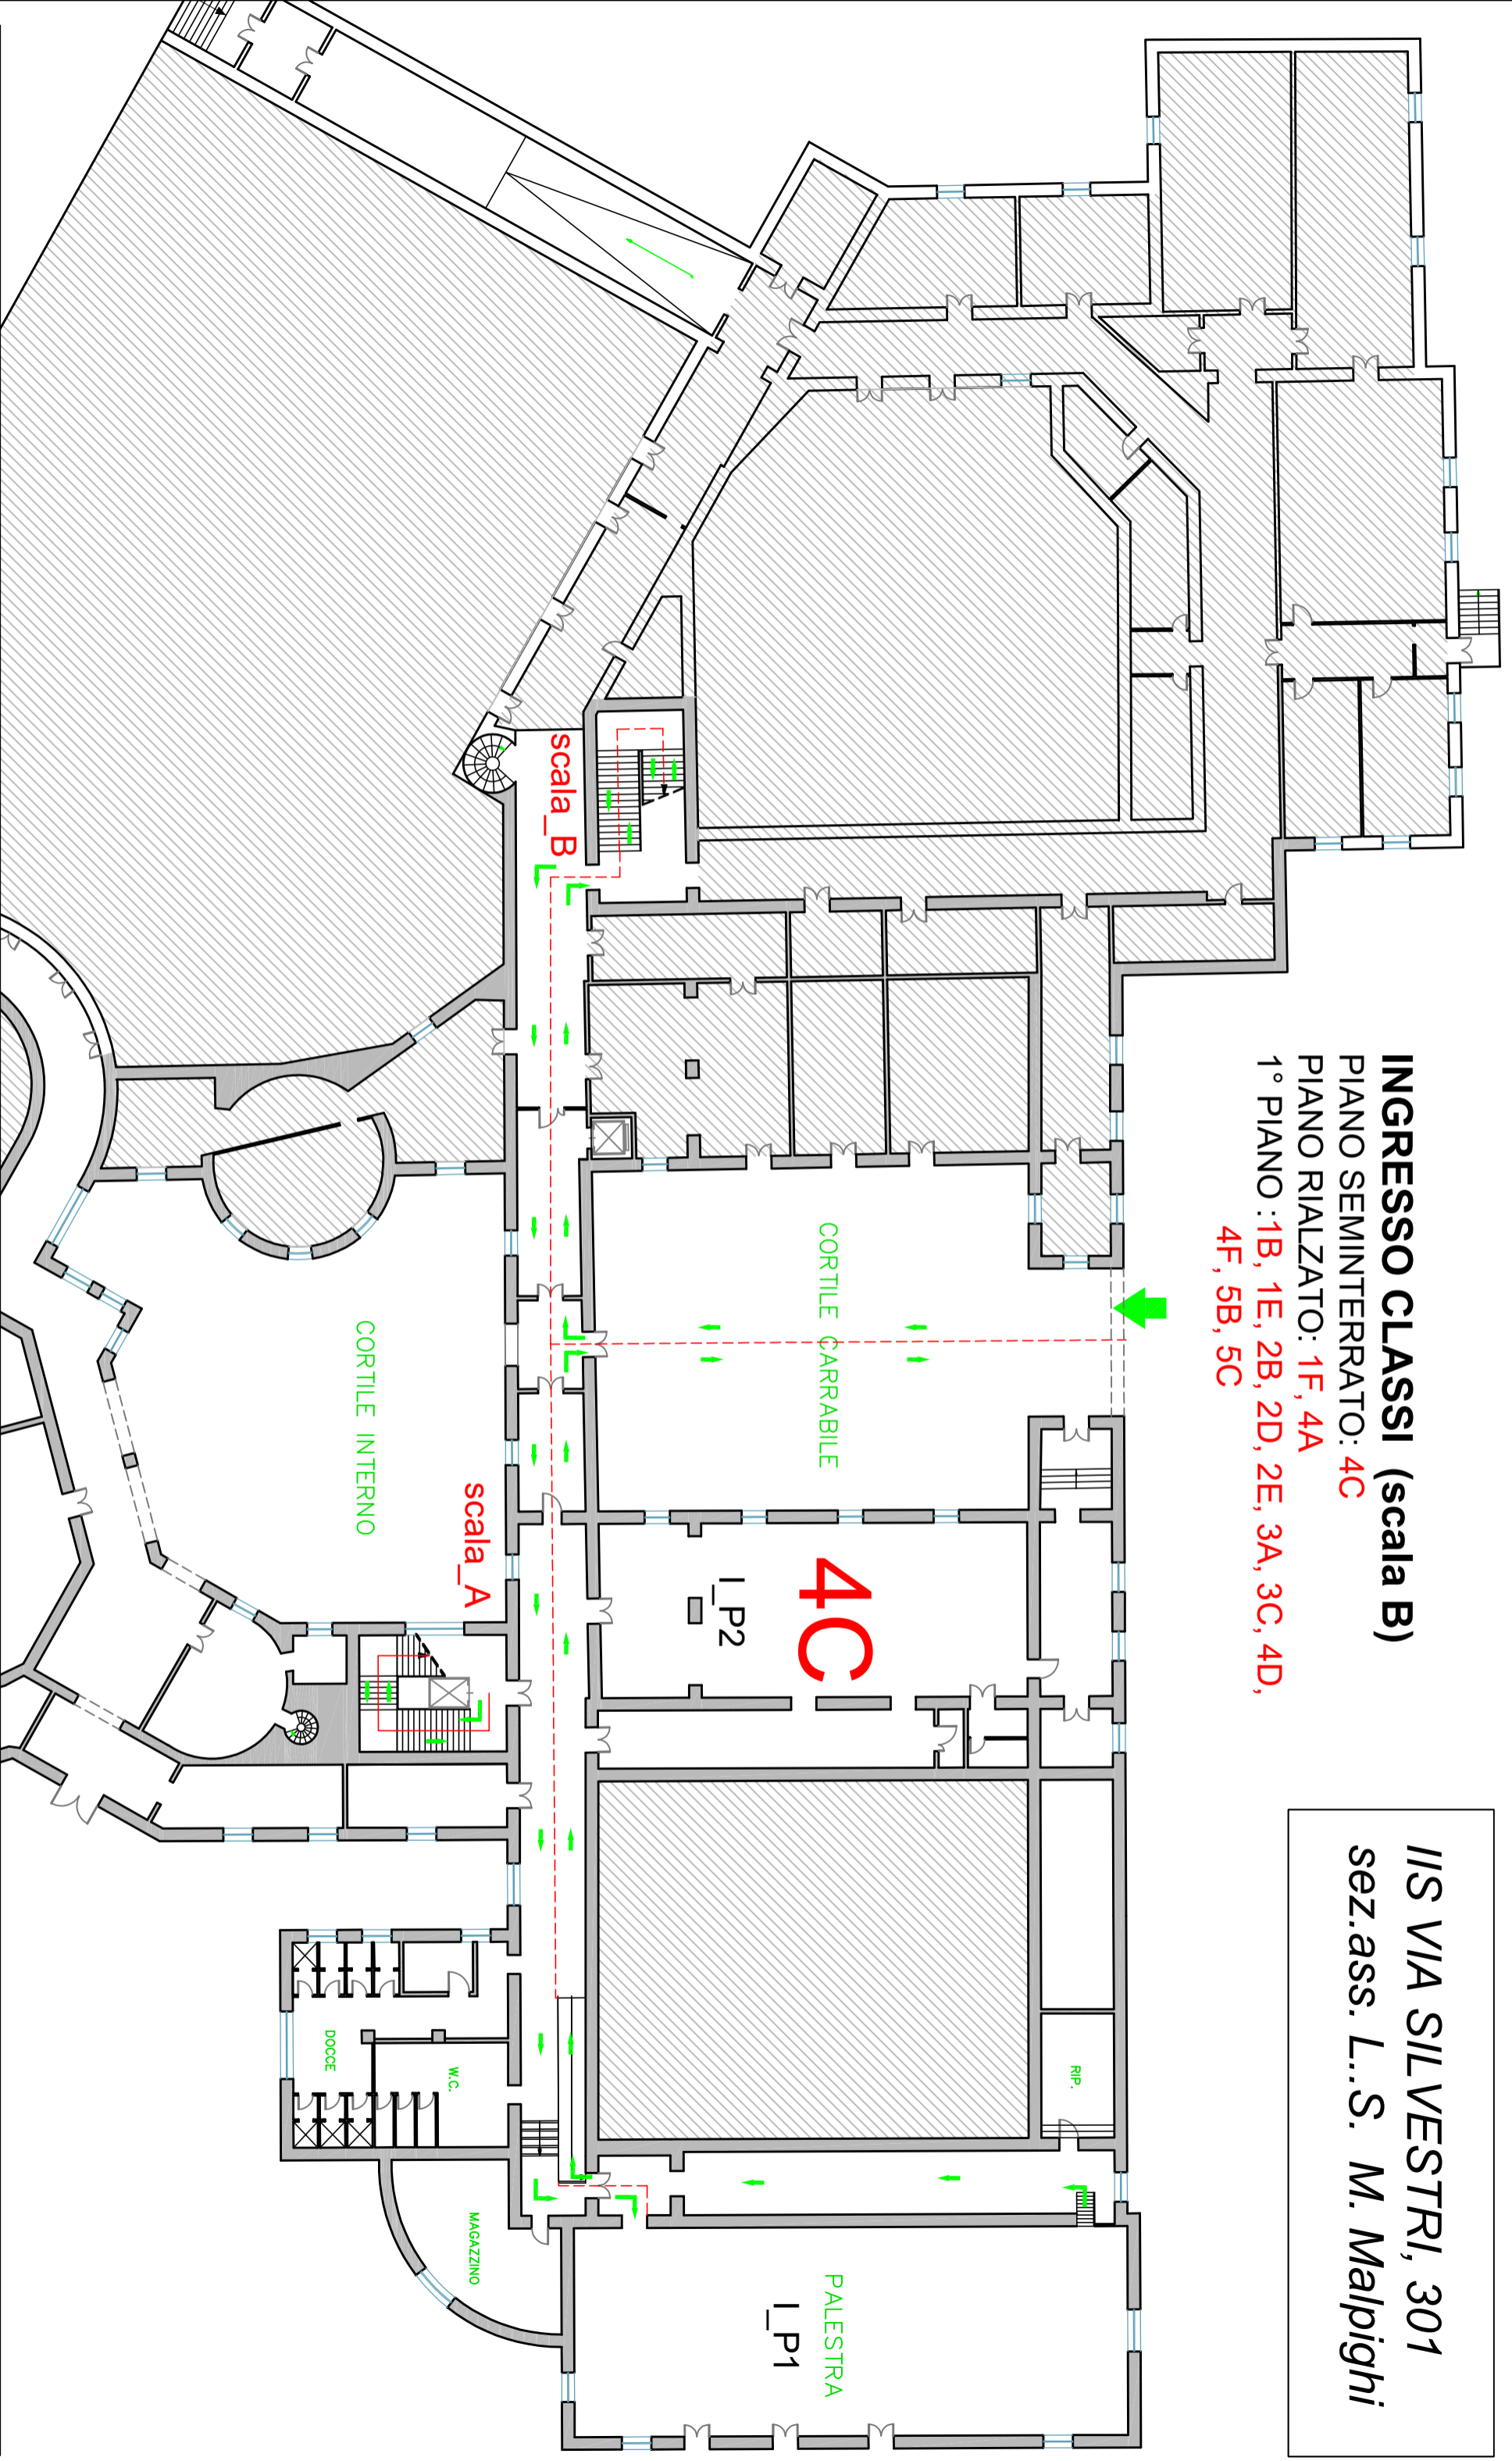 IIS VIA SILVESTRI, 301
sez.ass. L..S. M. Malpighi
INGRESSO CLASSI (scala B)
PIANO SEMINTERRATO: 4C
PIANO RIALZATO: 1F, 4A
1° PIANO :1B, 1E, 2B, 2D, 2E, 3A, 3C, 4D,
4F, 5B, 5C
RIP.
CORTILE CARRABILE
4C
I_P2
PALESTRA
I_P1
scala_B
scala_A
CORTILE INTERNO
W.C.
DOCCE
MAGAZZINO